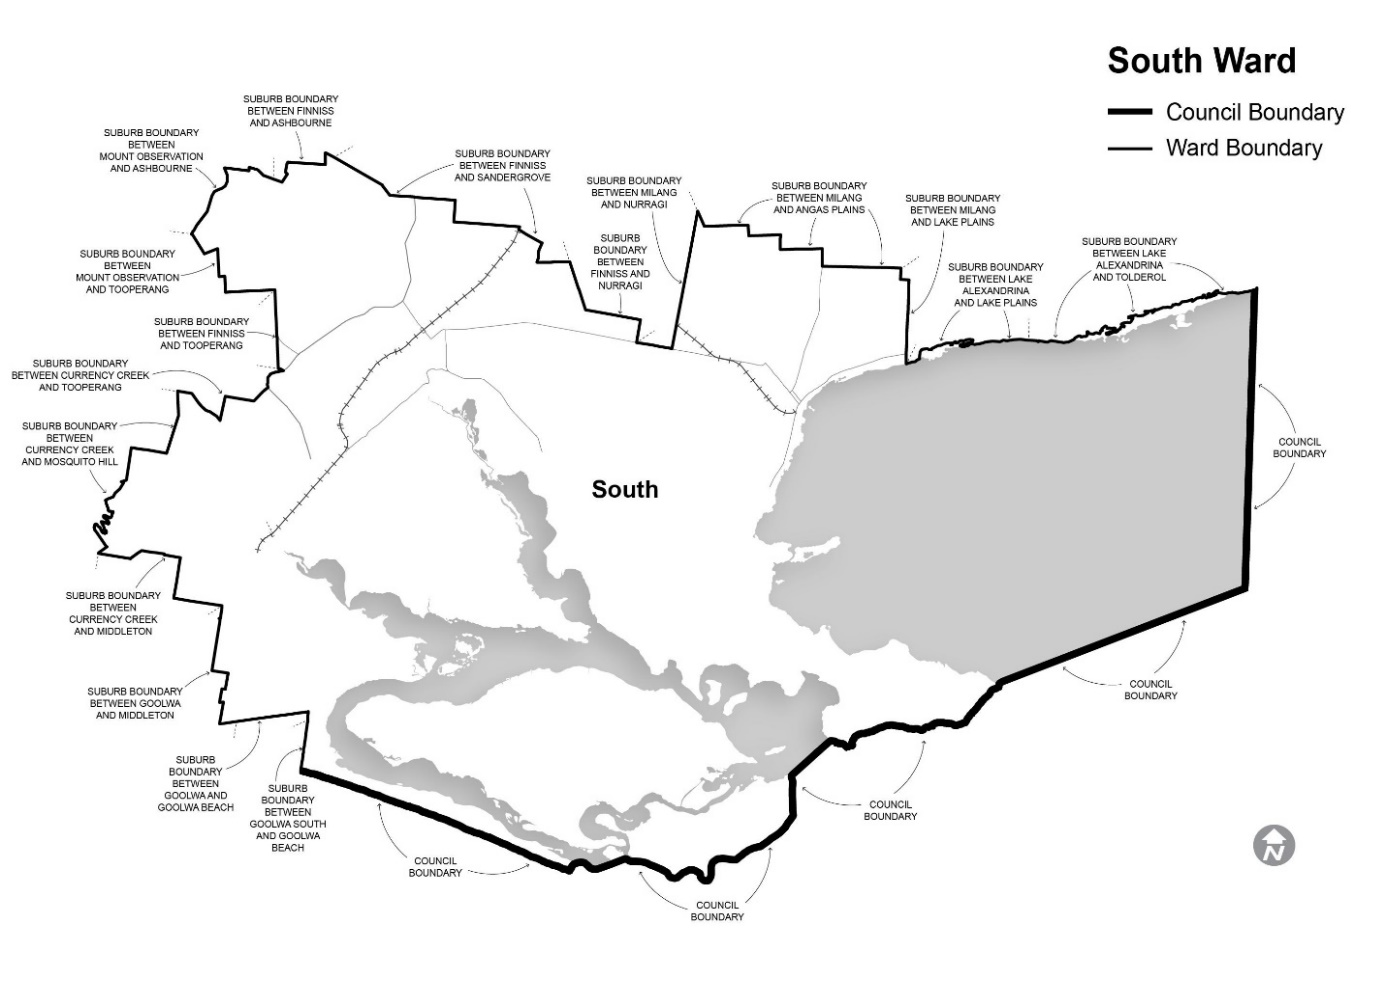 South Ward
Council Boundary
Ward Boundary
SUBURB BOUNDARY
BETWEEN FINNISS
AND ASHBOURNE
SUBURB BOUNDARY
BETWEEN
MOUNT OBSERVATION
AND ASHBOURNE
SUBURB BOUNDARY
BETWEEN FINNISS
AND SANDERGROVE
SUBURB BOUNDARY
BETWEEN MILANG
AND NURRAGI
SUBURB BOUNDARY
BETWEEN MILANG
AND ANGAS PLAINS
SUBURB BOUNDARY
BETWEEN MILANG
AND LAKE PLAINS
SUBURB
BOUNDARY
BETWEEN
FINNISS AND
NURRAGI
SUBURB BOUNDARY
BETWEEN LAKE
ALEXANDRINA
AND TOLDEROL
SUBURB BOUNDARY
BETWEEN LAKE
ALEXANDRINA
AND LAKE PLAINS
SUBURB BOUNDARY
BETWEEN
MOUNT OBSERVATION
AND TOOPERANG
SUBURB BOUNDARY
BETWEEN FINNISS
AND TOOPERANG
SUBURB BOUNDARY
BETWEEN CURRENCY CREEK
AND TOOPERANG
SUBURB BOUNDARY
BETWEEN
CURRENCY CREEK
AND MOSQUITO HILL
COUNCIL
BOUNDARY
South
SUBURB BOUNDARY
BETWEEN
CURRENCY CREEK
AND MIDDLETON
SUBURB BOUNDARY
BETWEEN GOOLWA
AND MIDDLETON
COUNCIL
BOUNDARY
SUBURB
BOUNDARY
BETWEEN
GOOLWA AND
GOOLWA BEACH
SUBURB
BOUNDARY
BETWEEN
GOOLWA SOUTH
AND GOOLWA
BEACH
COUNCIL
BOUNDARY
COUNCIL
BOUNDARY
COUNCIL
BOUNDARY
N